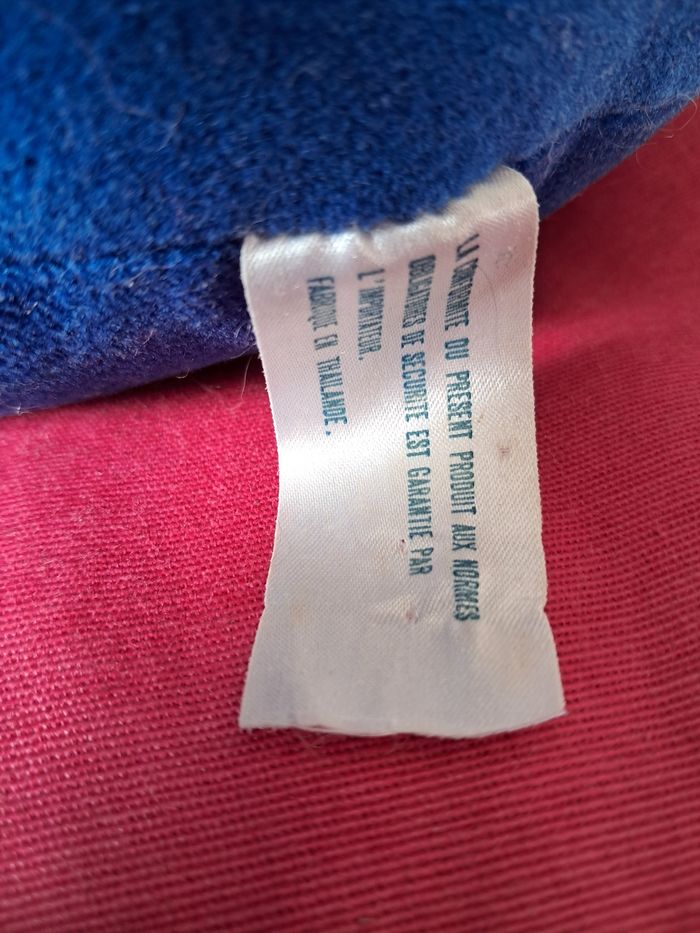 LA CONFORMITE DU PRESENT PRODUIT AUX NORMES
OBLIGATOIRES DE SECURITE EST GARANTIE PAR
L'IMPORTATEUR.
FABRIQUE EN THAILANDE.